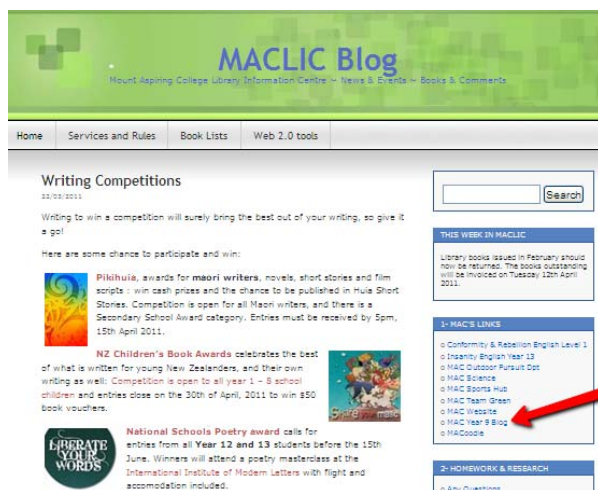 MACLIC Blog
Mount Aspiring College Library Information Centre ~ News & Events ~ Books & Comments
Home Services and Rules Book Lists Web 2.0 tools
Writing Competitions
22/03/2011
Writing to win a competition will surely bring the best out of your writing, so give it
a go!
Here are some chance to participate and win:
Pikihuia, awards for maori writers, novels, short stories and film
scripts : win cash prizes and the chance to be published in Huia Short
Stories. Competition is open for all Maori writers, and there is a
Secondary School Award category. Entries must be received by 5pm,
15th April 2011.
NZ Children's Book Awards celebrates the best
of what is written for young New Zealanders, and their own
writing as well: Competition is open to all year 1 – 8 school
children and entries close on the 30th of April, 2011 to win $50
book vouchers.
LIBERATE
YOUR
WORDS
National Schools Poetry award calls for
entries from all Year 12 and 13 students before the 15th
June. Winners will attend a poetry masterclass at the
International Institute of Modern Letters with flight and
accomodation included.
Search
THIS WEEK IN MACLIC
Library books issued in February should
now be returned. The books outstanding
will be invoiced on Tuesday 12th April
2011.
1- MAC'S LINKS
o Conformity & Rebellion English Level 1
o Insanity English Year 13
o MAC Outdoor Pursuit Dpt
o MAC Science
o MAC Sports Hub
o MAC Team Green
o MAC Website
o MAC Year 9 Blog
o MACoodle
2- HOMEWORK & RESEARCH
o Any Questions